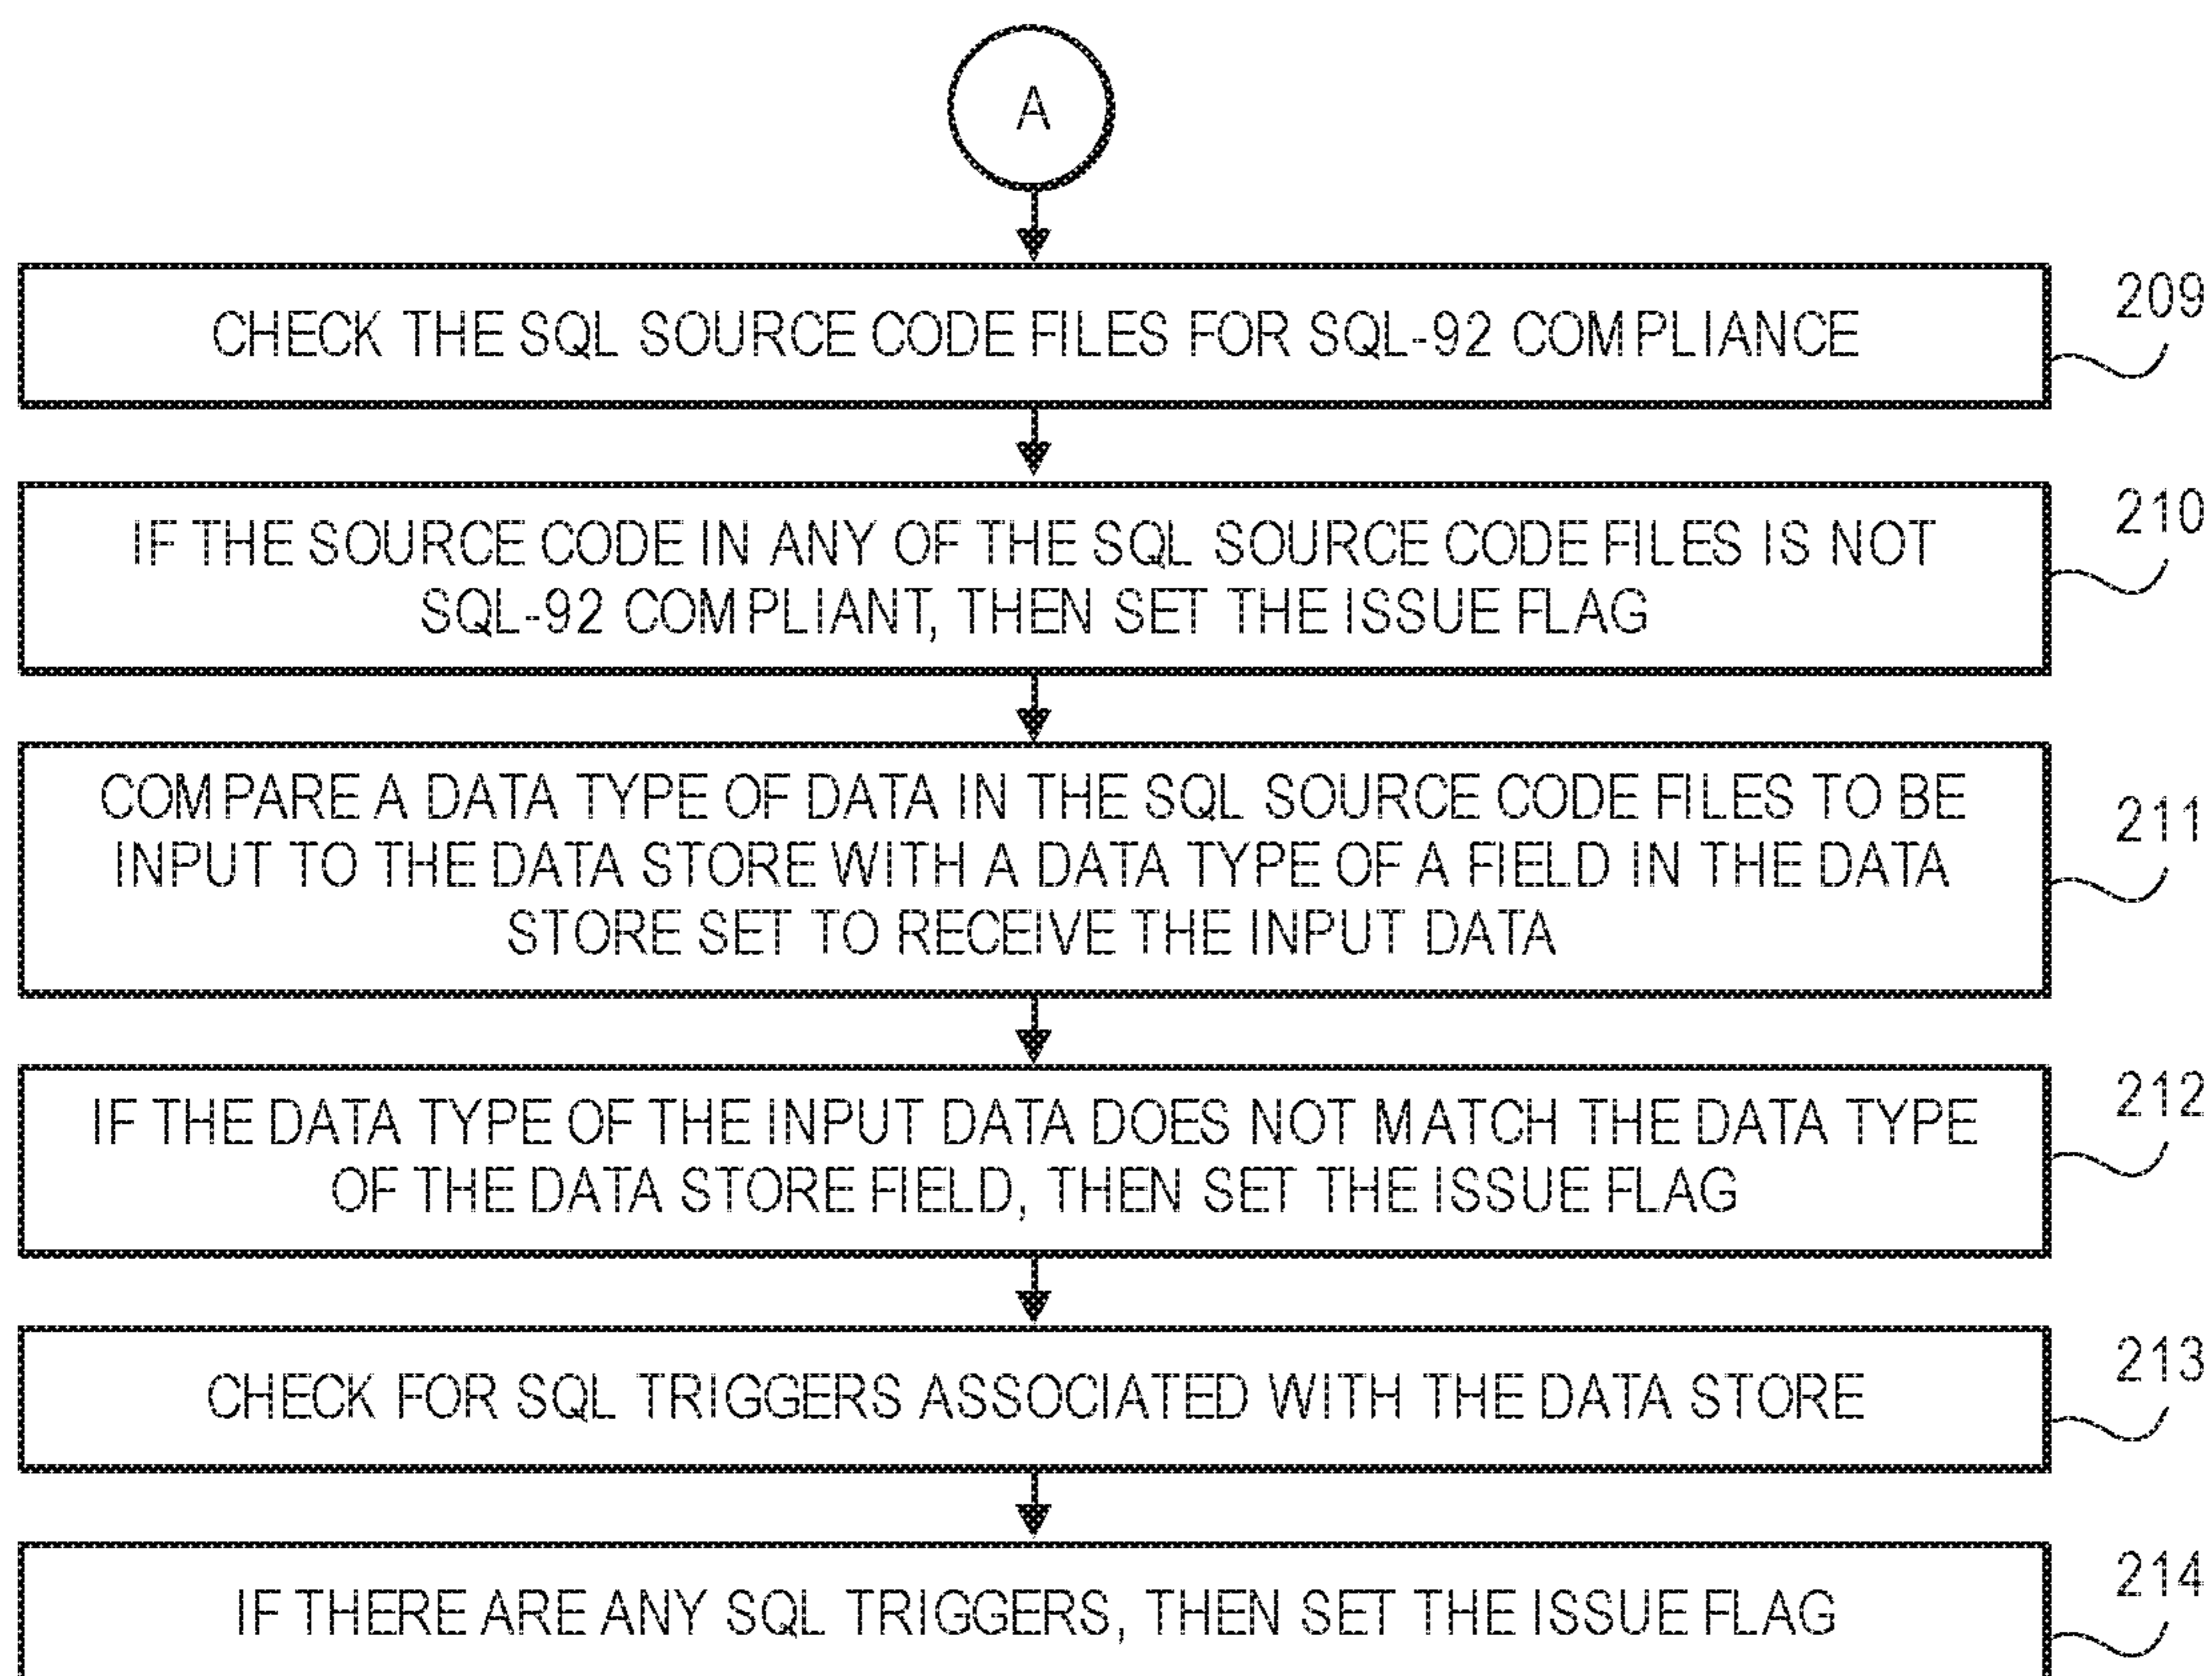 A
209
CHECK THE SQL SOURCE CODE FILES FOR SQL-92 COMPLIANCE
210
IF THE SOURCE CODE IN ANY OF THE SQL SOURCE CODE FILES IS NOT
SQL-92 COMPLIANT, THEN SET THE ISSUE FLAG
211
COMPARE A DATA TYPE OF DATA IN THE SQL SOURCE CODE FILES TO BE
INPUT TO THE DATA STORE WITH A DATA TYPE OF A FIELD IN THE DATA
STORE SET TO RECEIVE THE INPUT DATA
212
IF THE DATA TYPE OF THE INPUT DATA DOES NOT MATCH THE DATA TYPE
OF THE DATA STORE FIELD, THEN SET THE ISSUE FLAG
213
CHECK FOR SQL TRIGGERS ASSOCIATED WITH THE DATA STORE
214
IF THERE ARE ANY SQL TRIGGERS, THEN SET THE ISSUE FLAG